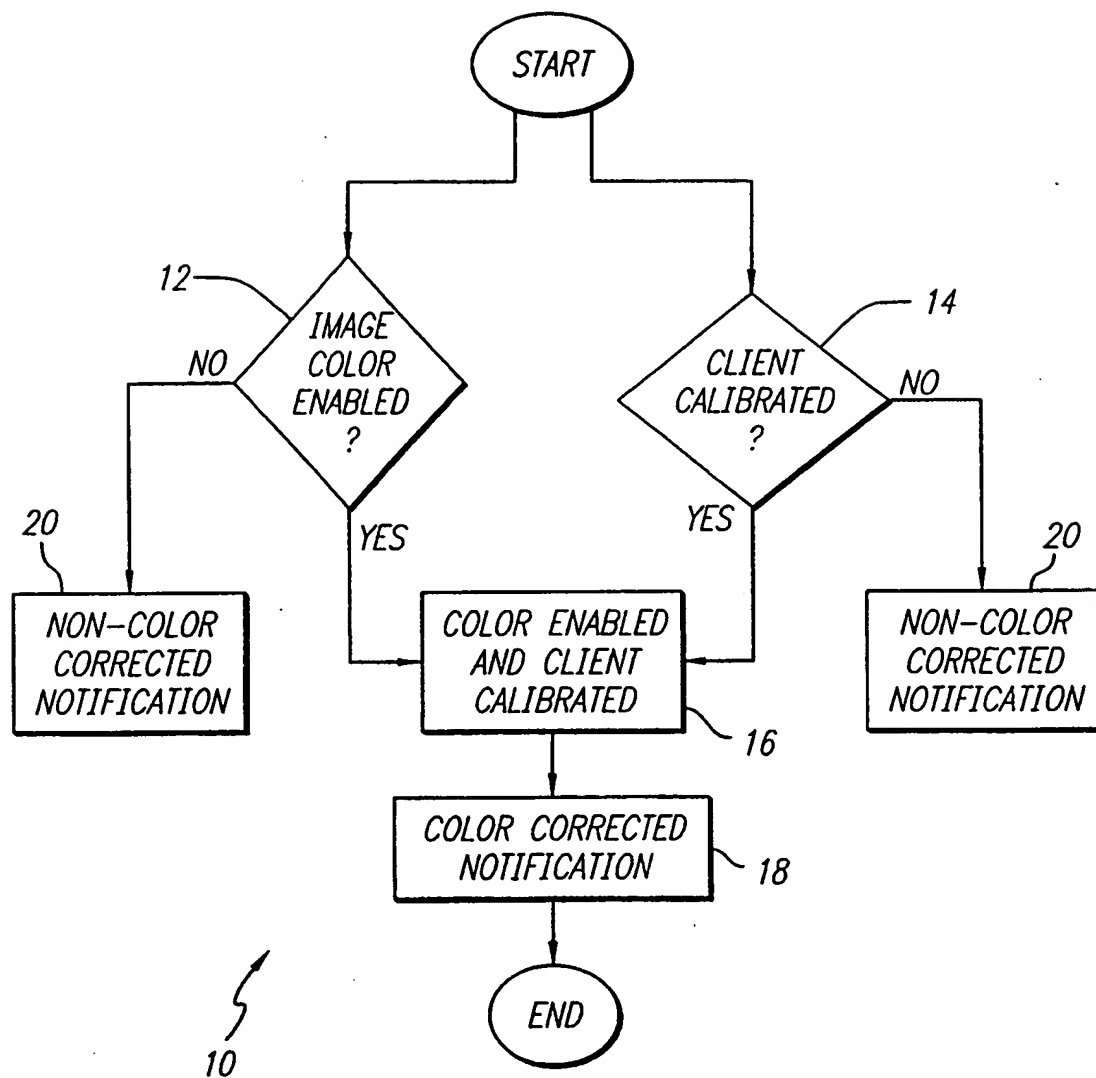 START
12
IMAGE
COLOR
ENABLED
?
NO
YES
14
CLIENT
CALIBRATED
?
NO
YES
20
NON-COLOR
CORRECTED
NOTIFICATION
COLOR ENABLED
AND CLIENT
CALIBRATED
16
20
NON-COLOR
CORRECTED
NOTIFICATION
COLOR CORRECTED
NOTIFICATION
18
END
10